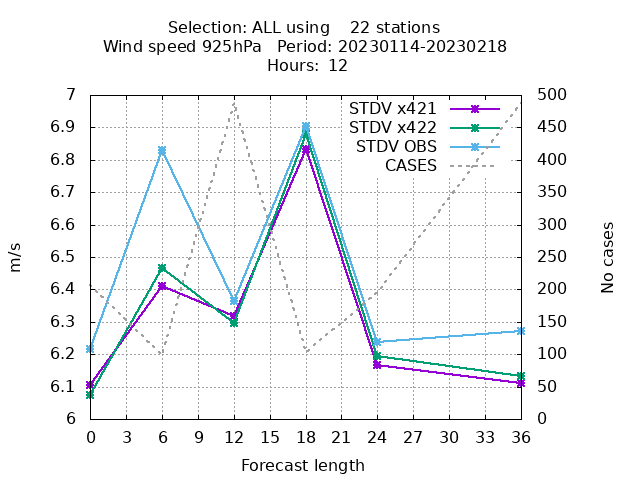 Selection: ALL using    22 stations
Wind speed 925hPa   Period: 20230114-20230218
Hours:  12
STDV x421
STDV x422
STDV OBS
CASES
7
6.9
6.8
6.7
6.6
6.5
6.4
6.3
6.2
6.1
6
m/s
500
450
400
350
300
250
200
150
100
50
0
No cases
0 3 6 9 12 15 18 21 24 27 30 33 36
Forecast length